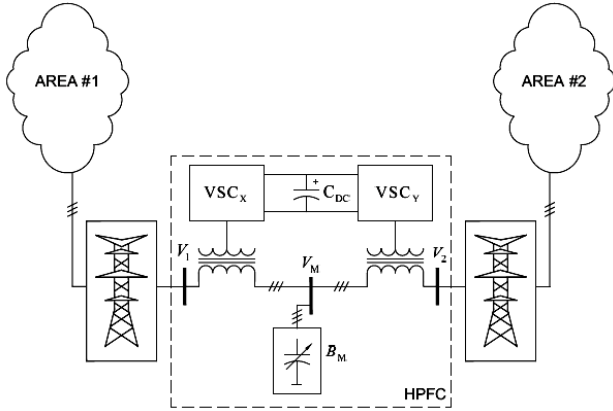 AREA #1
AREA #2
VSC_X
+
C_DC
VSC_Y
V_1
V_M
V_2
B_M
HPFC